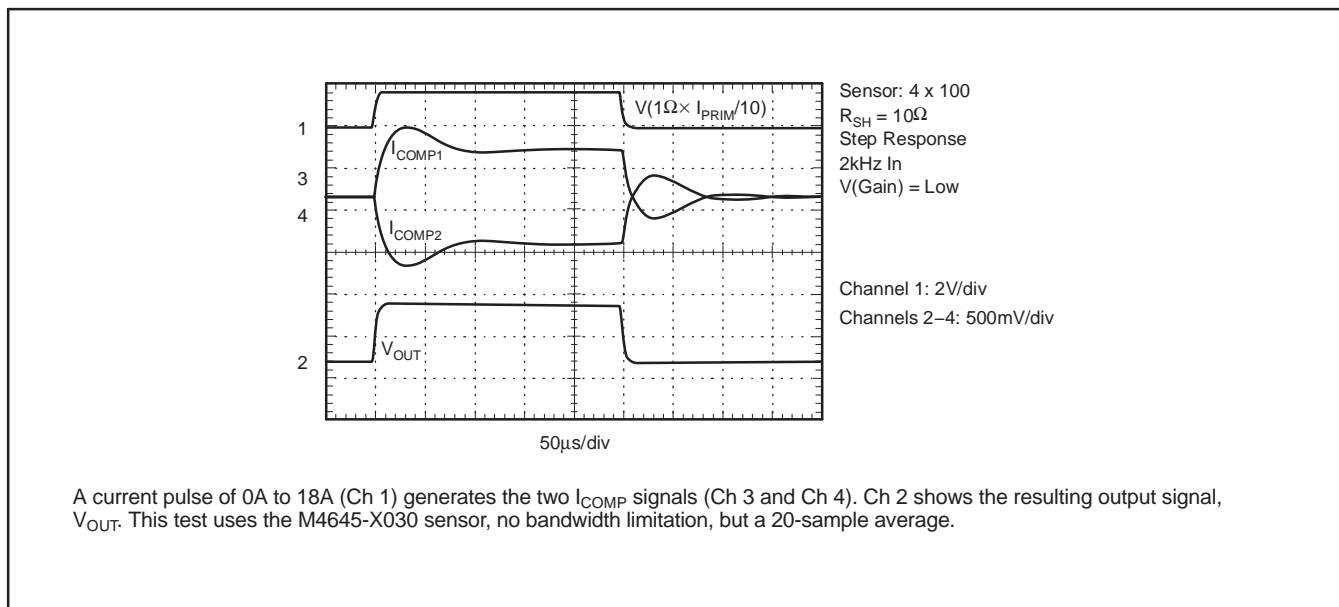 V(1Ω× I_PRIM/10)
1
I_COMP1
3
4
I_COMP2
V_OUT
2
50μs/div
Sensor: 4 x 100
R_SH = 10Ω
Step Response
2kHz In
V(Gain) = Low
Channel 1: 2V/div
Channels 2−4: 500mV/div
A current pulse of 0A to 18A (Ch 1) generates the two I_COMP signals (Ch 3 and Ch 4). Ch 2 shows the resulting output signal,
V_OUT. This test uses the M4645-X030 sensor, no bandwidth limitation, but a 20-sample average.